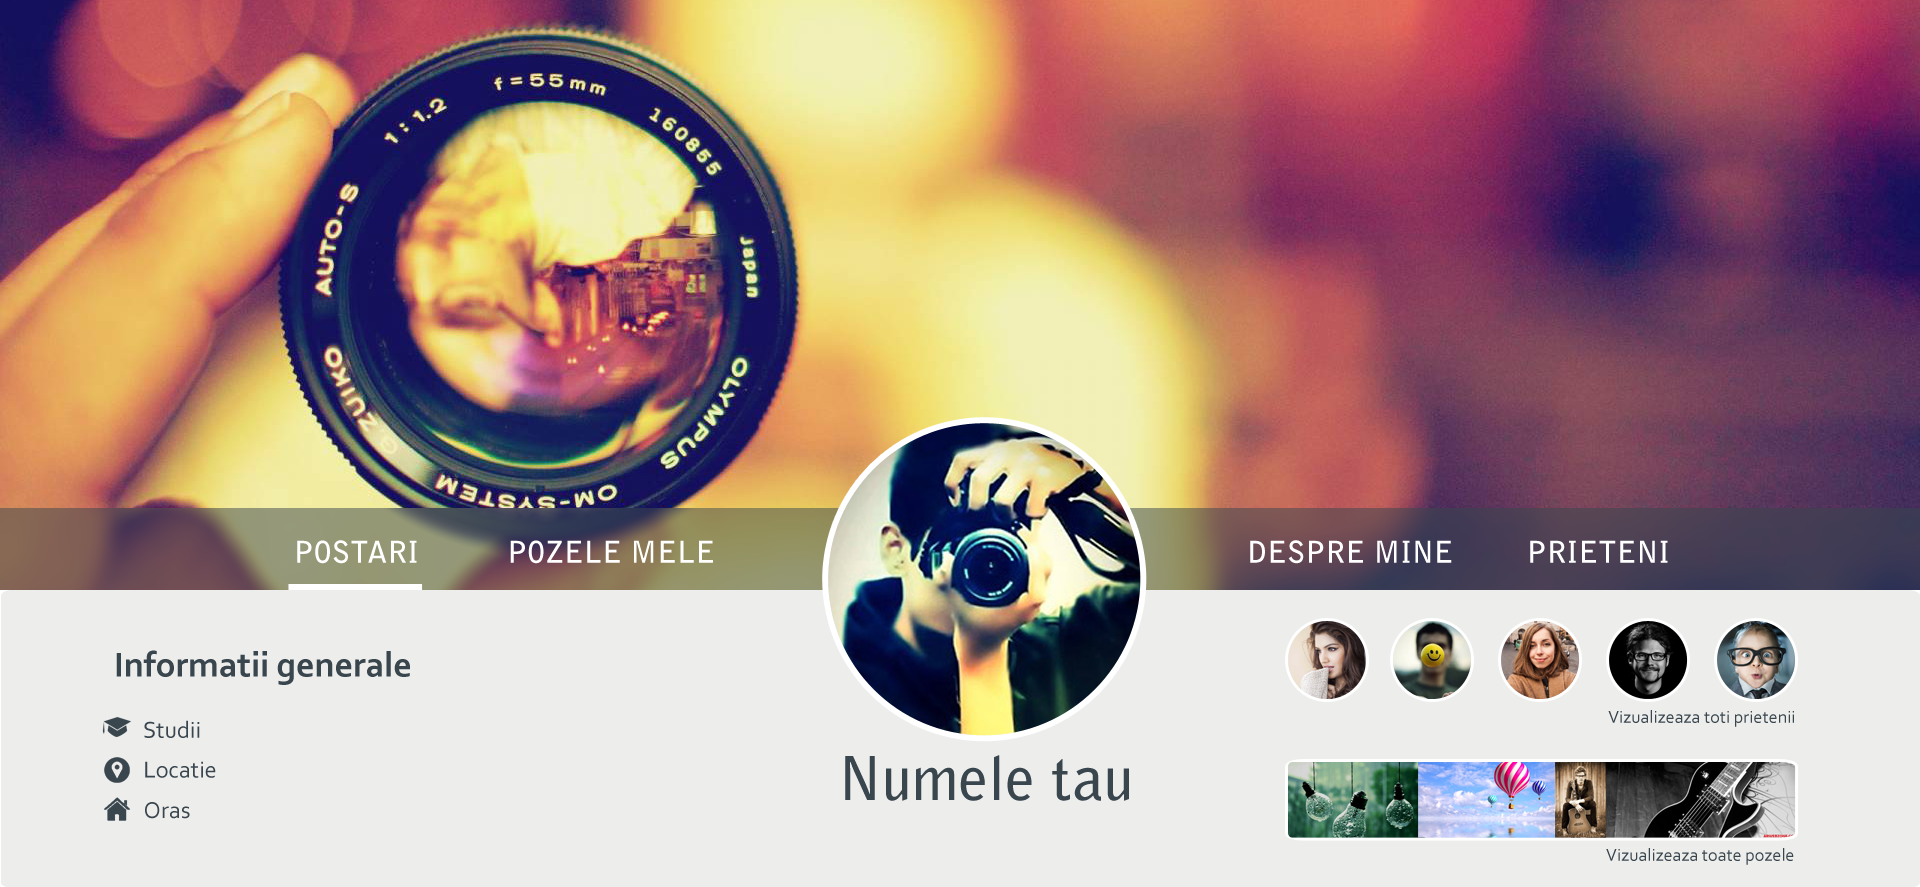 f = 55mm
1 : 1.2
160855
AUTO-S
Japan
G.ZUIKO
OLYMPUS
OM-SYSTEM
POSTARI
POZELE MELE
DESPRE MINE
PRIETENI
Informatii generale
Studii
Locatie
Oras
Numele tau
Vizualizeaza toti prietenii
Vizualizeaza toate pozele